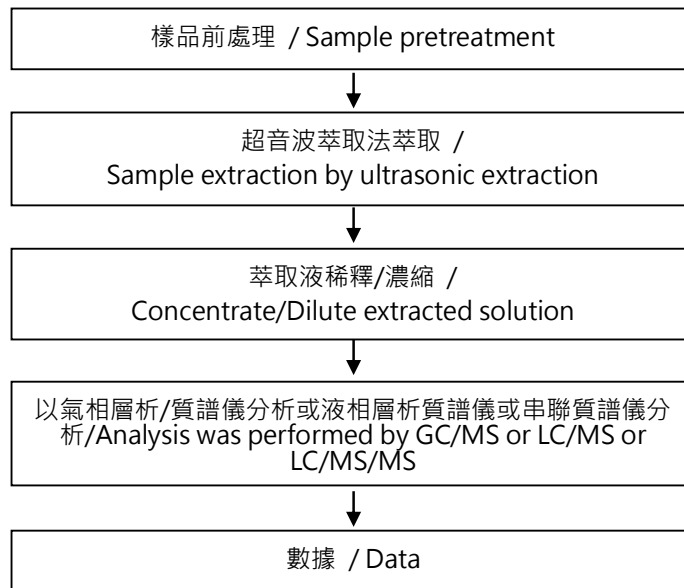 樣品前處理 / Sample pretreatment
超音波萃取法萃取 /
Sample extraction by ultrasonic extraction
萃取液稀釋/濃縮 /
Concentrate/Dilute extracted solution
以氣相層析/質譜儀分析或液相層析質譜儀或串聯質譜儀分
析/Analysis was performed by GC/MS or LC/MS or
LC/MS/MS
數據 / Data